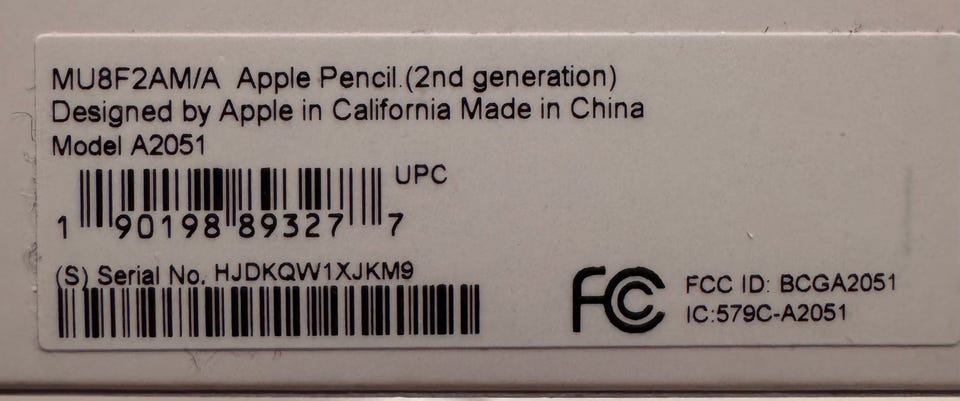 MU8F2AM/A Apple Pencil (2nd generation)
Designed by Apple in California Made in China
Model A2051
UPC
1 90198 89327 7
(S) Serial No. HJDKQW1XJKM9
FC
FCC ID: BCGA2051
IC:579C-A2051